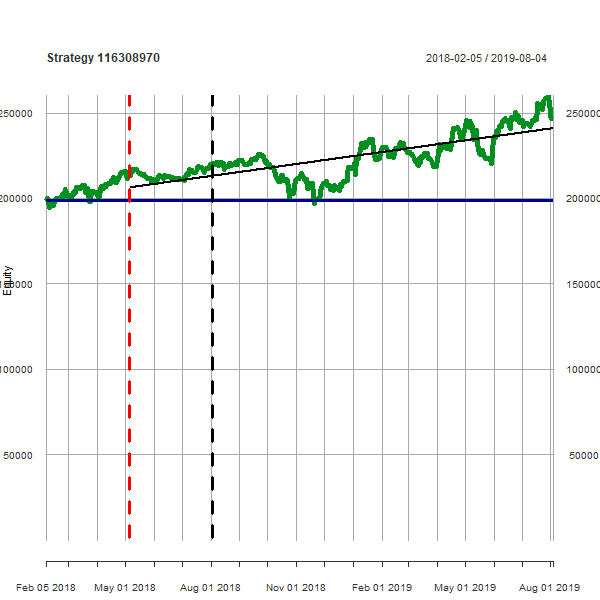 Strategy 116308970
2018-02-05 / 2019-08-04
250000
250000
200000
200000
150000
150000
100000
100000
50000
50000
Equity
Feb 05 2018
May 01 2018
Aug 01 2018
Nov 01 2018
Feb 01 2019
May 01 2019
Aug 01 2019